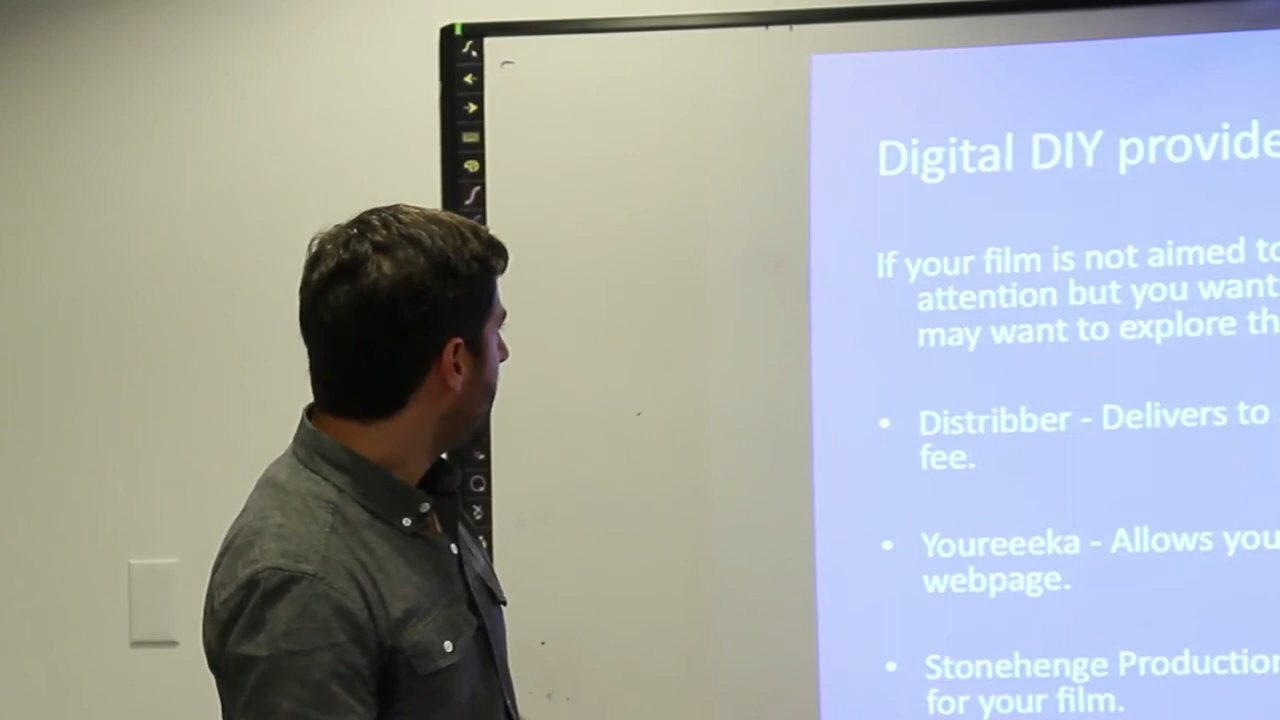 Digital DIY provide
If your film is not aimed to
attention but you want
may want to explore th
• Distribber - Delivers to
fee.
• Youreeeka - Allows you
webpage.
• Stonehenge Production
for your film.